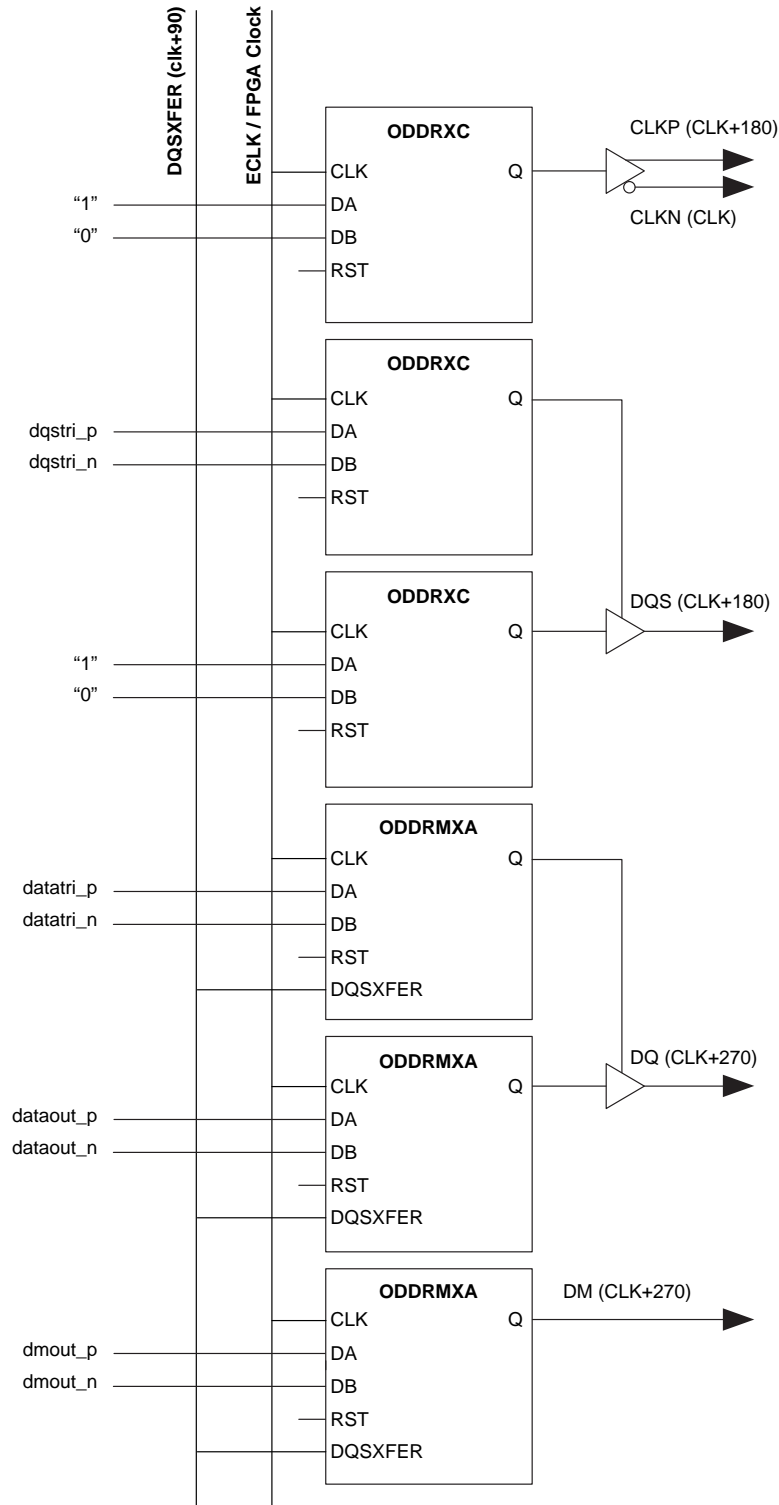 DQSXFER (clk+90)
ECLK / FPGA Clock
ODDRXC
CLK
DA
DB
RST
Q
“1”
“0”
CLKP (CLK+180)
CLKN (CLK)
ODDRXC
CLK
DA
DB
RST
Q
dqstri_p
dqstri_n
ODDRXC
CLK
DA
DB
RST
Q
“1”
“0”
DQS (CLK+180)
ODDRMXA
CLK
DA
DB
RST
DQSXFER
Q
datatri_p
datatri_n
ODDRMXA
CLK
DA
DB
RST
DQSXFER
Q
dataout_p
dataout_n
DQ (CLK+270)
ODDRMXA
CLK
DA
DB
RST
DQSXFER
Q
dmout_p
dmout_n
DM (CLK+270)